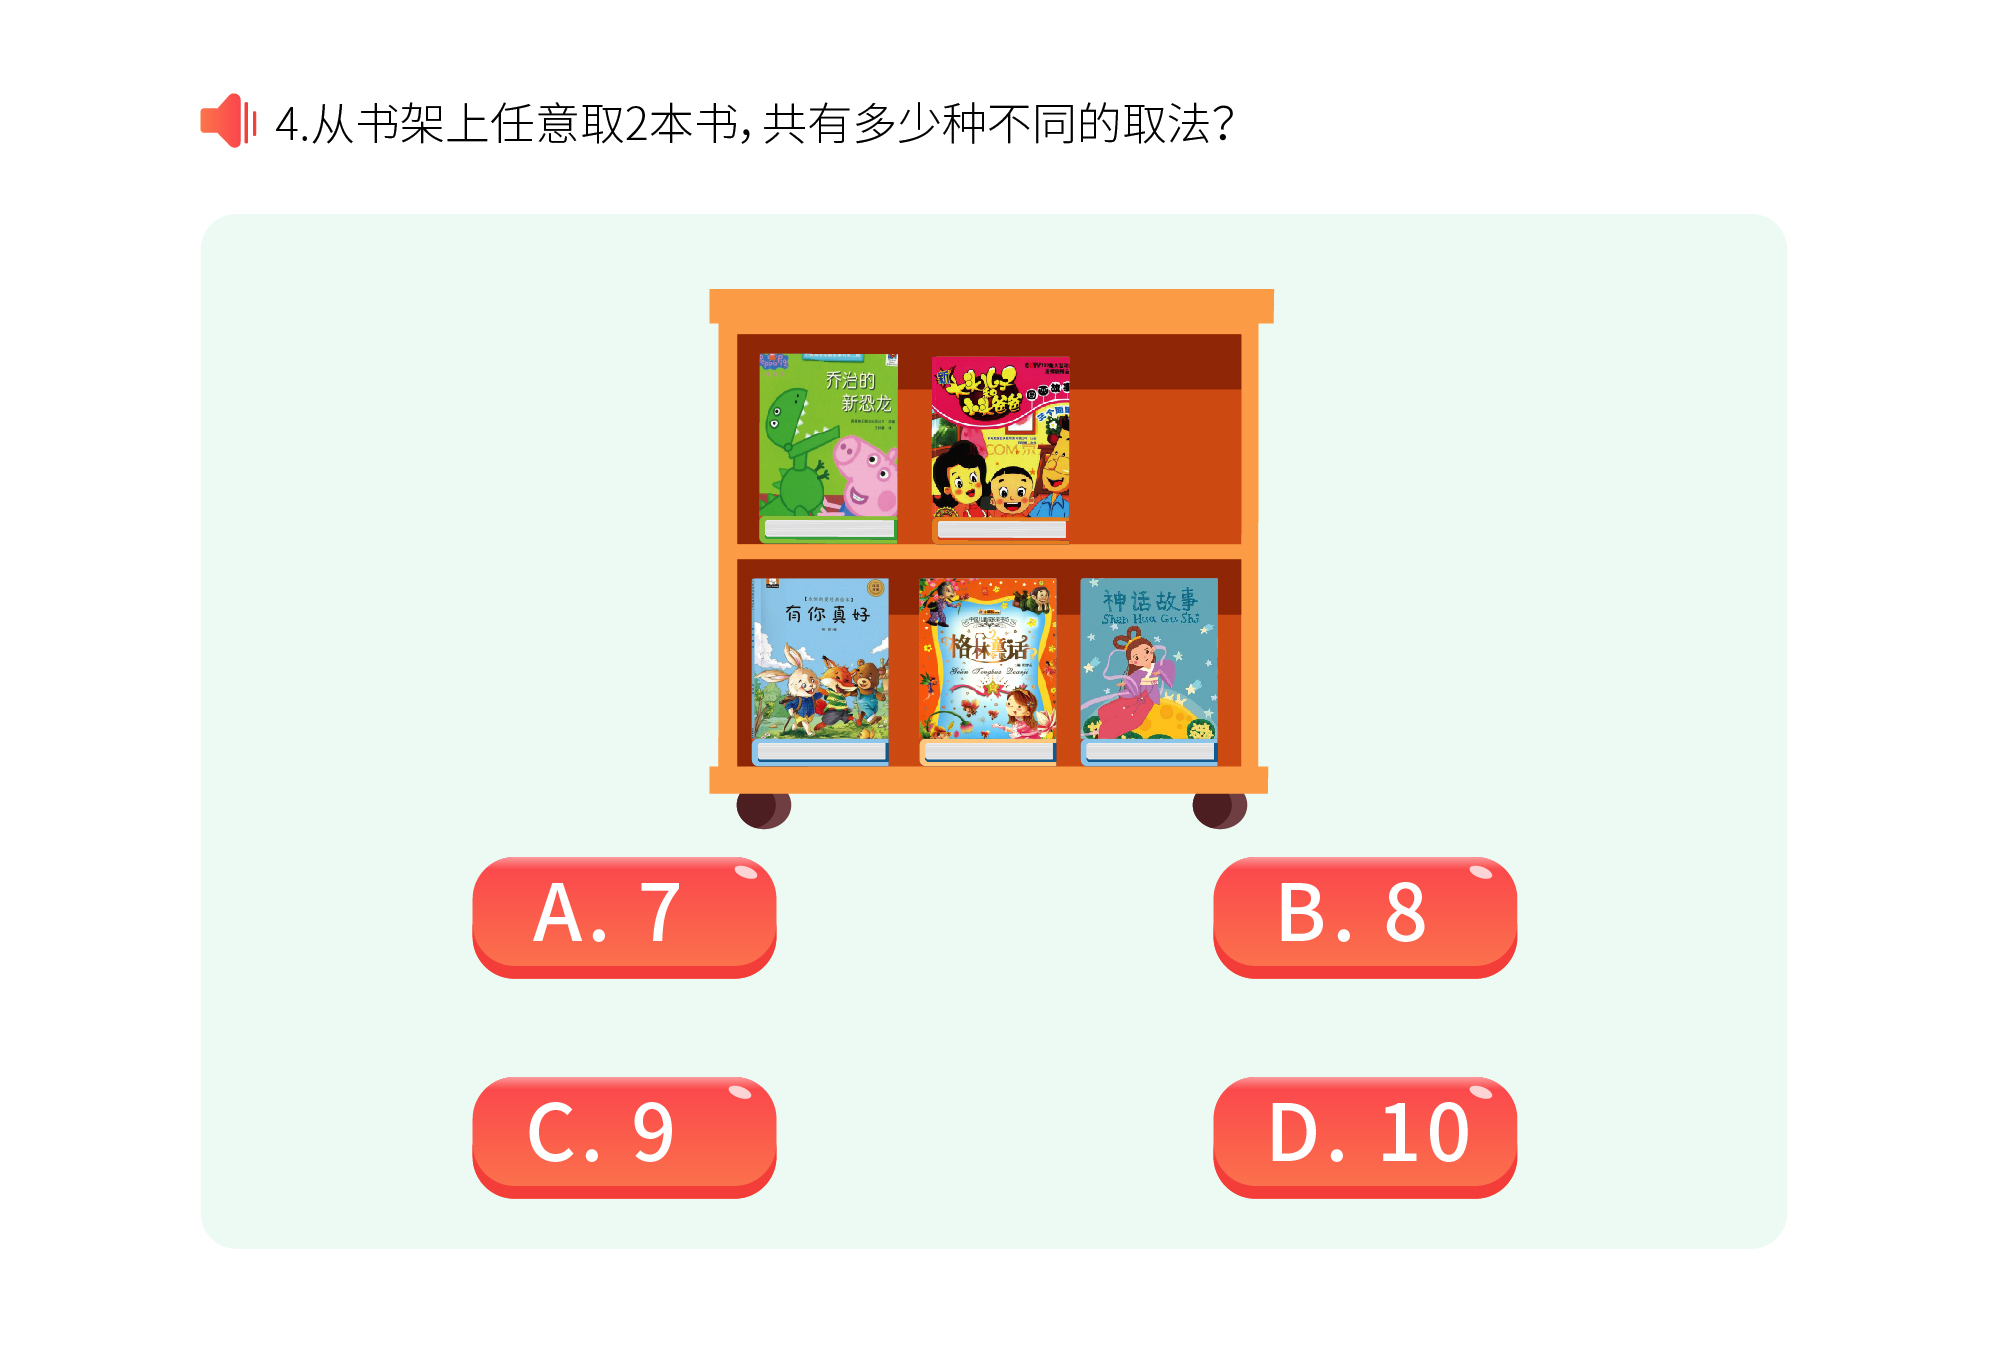 4.从书架上任意取2本书，共有多少种不同的取法？
乔治的
新恐龙
新大头儿子
和
小头爸爸
COM
有你真好
格林童话
神话故事
Shen Hua Gu Shi
A. 7
B. 8
C. 9
D. 10